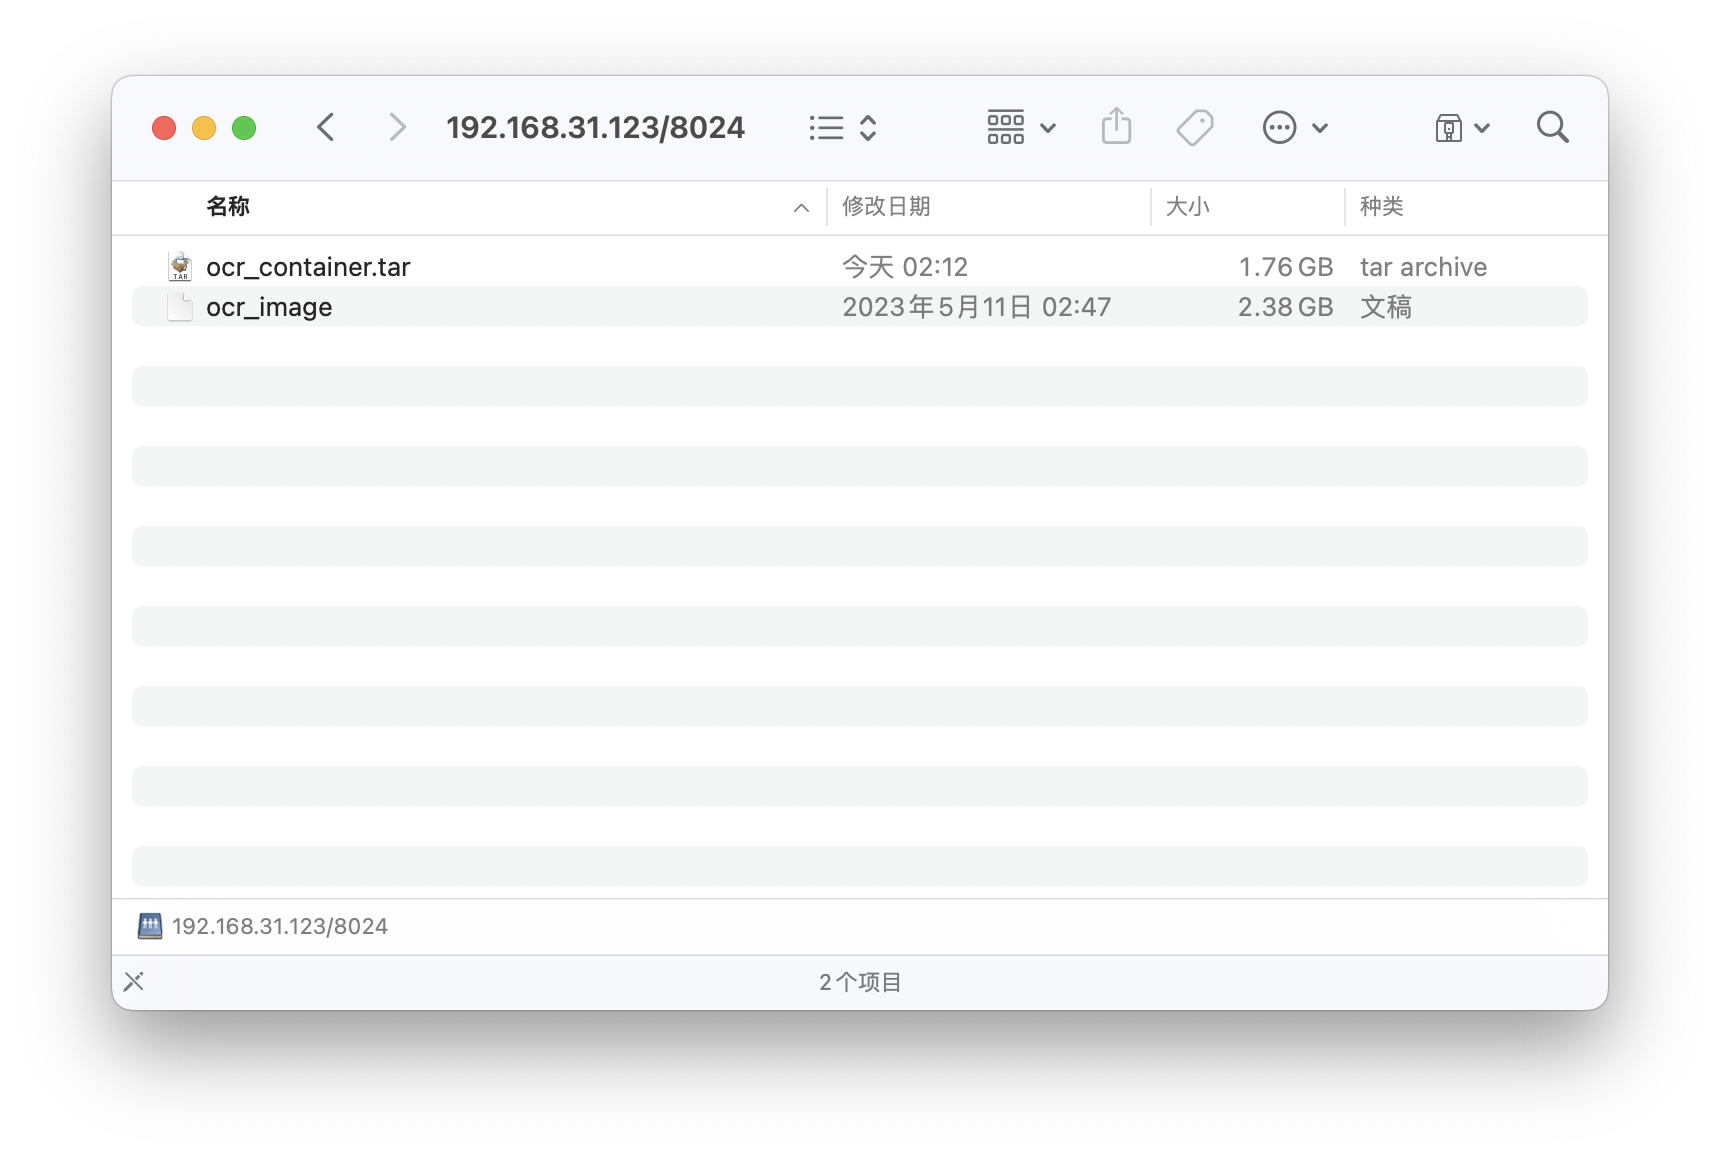 192.168.31.123/8024
名称 修改日期 大小 种类
ocr_container.tar 今天 02:12 1.76 GB tar archive
ocr_image 2023年5月11日 02:47 2.38 GB 文稿
192.168.31.123/8024
2个项目
TAR